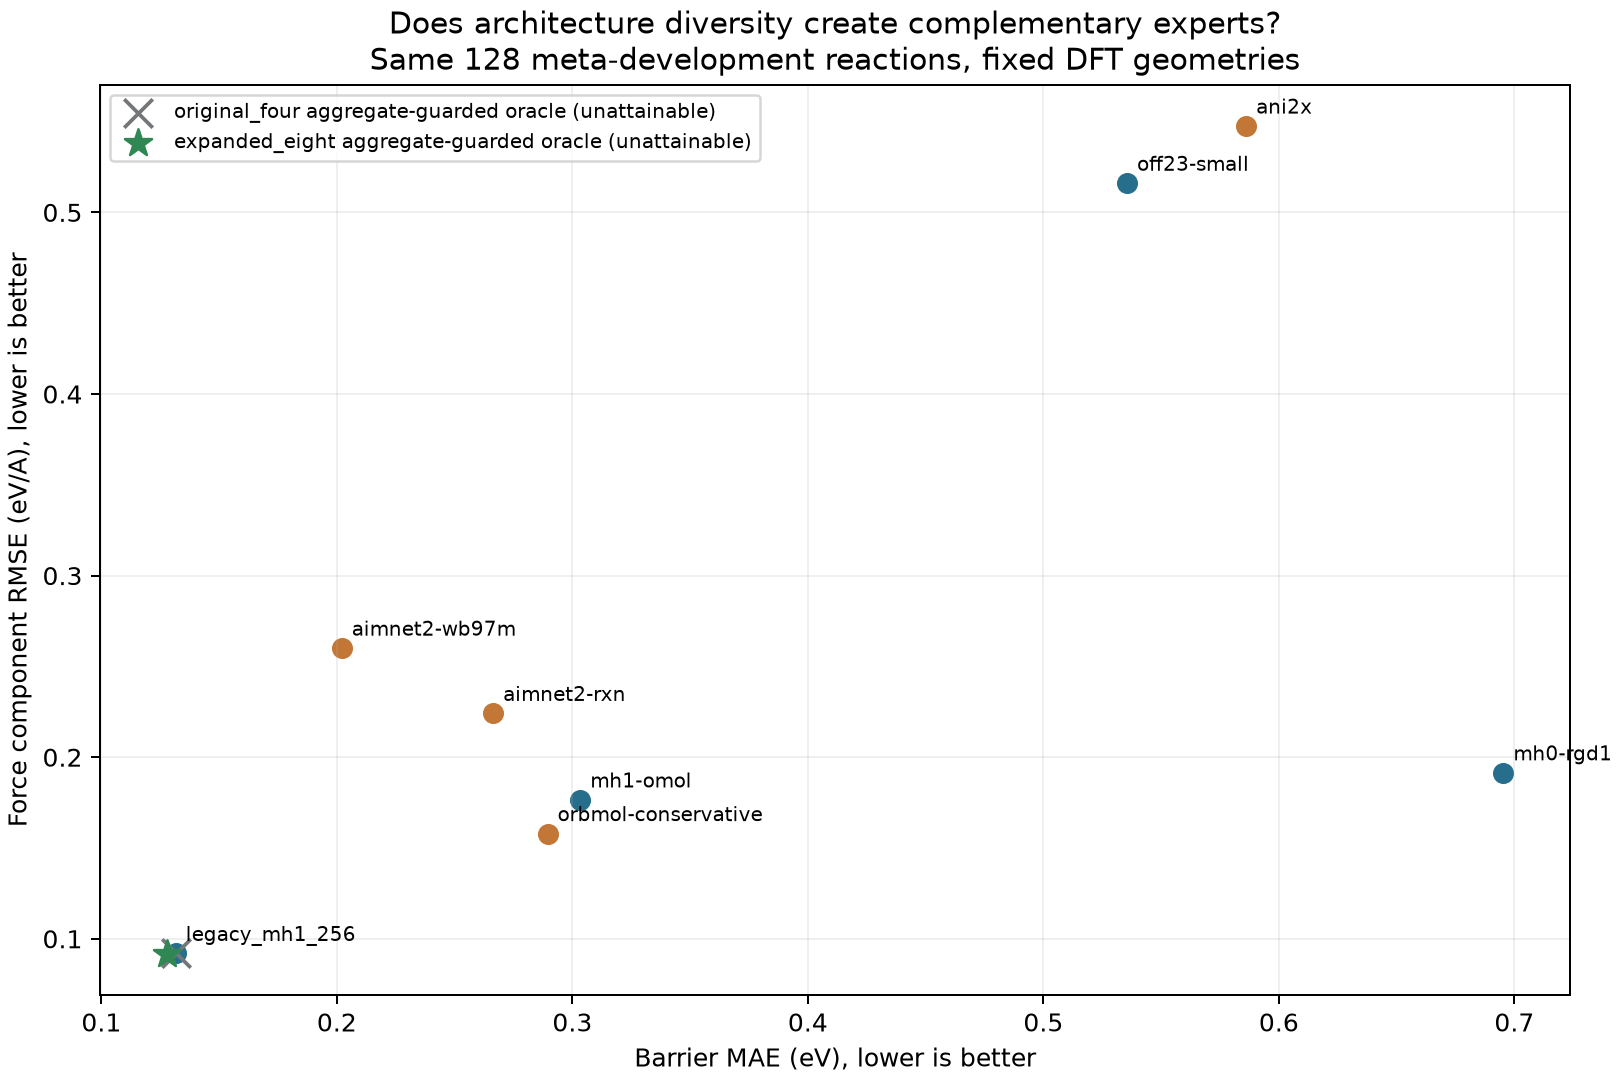 Does architecture diversity create complementary experts?
Same 128 meta-development reactions, fixed DFT geometries
original_four aggregate-guarded oracle (unattainable)
expanded_eight aggregate-guarded oracle (unattainable)
ani2x
off23-small
aimnet2-wb97m
aimnet2-rxn
mh0-rgd1
mh1-omol
orbmol-conservative
legacy_mh1_256
Force component RMSE (eV/A), lower is better
0.5
0.4
0.3
0.2
0.1
0.1
0.2
0.3
0.4
0.5
0.6
0.7
Barrier MAE (eV), lower is better